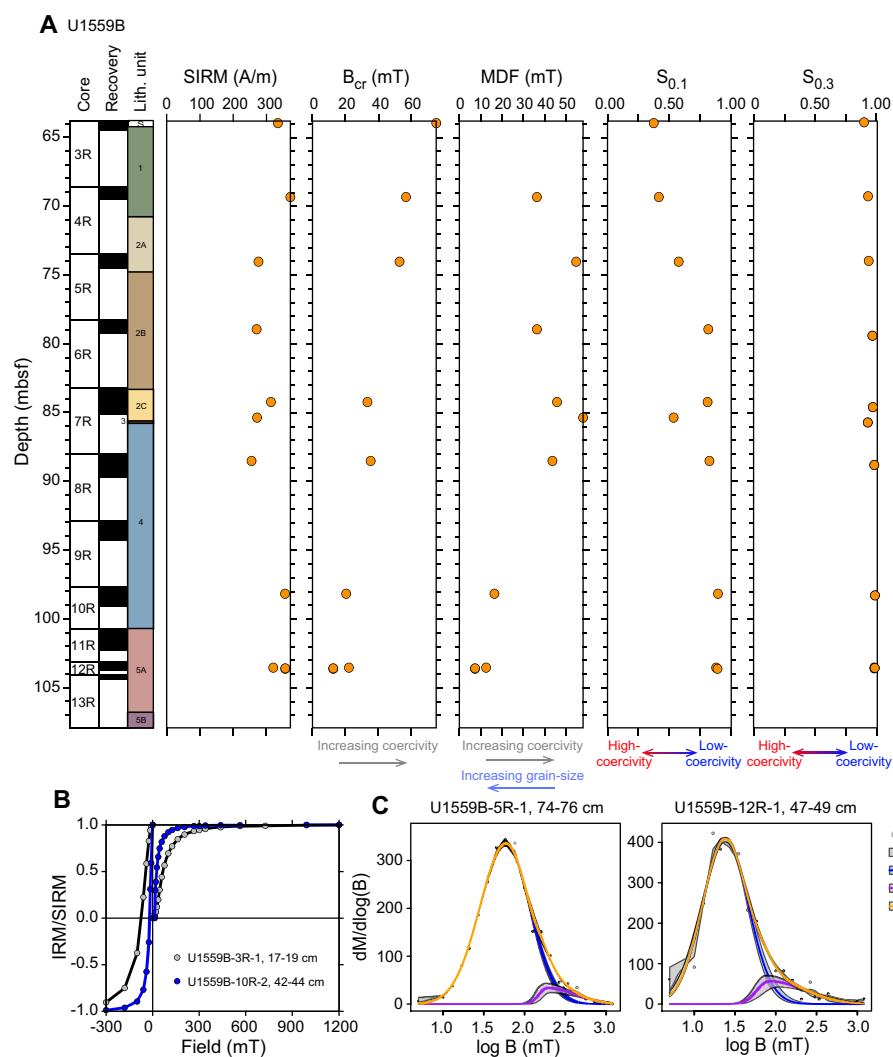 A U1559B
Core Recovery Lith. unit
SIRM (A/m) Bcr (mT) MDF (mT) S0.1 S0.3
0 100 300 0 20 40 60 0 10 20 30 40 50 0.00 0.50 1.00 0.00 0.50 1.00
Depth (mbsf)
65 70 75 80 85 90 95 100 105
3R
4R
5R
6R
7R
8R
9R
10R
11R
12R
13R
S
1
2A
2B
2C
3
4
5A
5B
Increasing coercivity
Increasing coercivity
Increasing grain-size
High-coercivity
Low-coercivity
High-coercivity
Low-coercivity
B
IRM/SIRM
1.0
0.5
0.0
-0.5
-1.0
U1559B-3R-1, 17-19 cm
U1559B-10R-2, 42-44 cm
-300 0 300 600 900 1200
Field (mT)
C
U1559B-5R-1, 74-76 cm
dM/dlog(B)
300
200
100
0
1.0 1.5 2.0 2.5 3.0
log B (mT)
U1559B-12R-1, 47-49 cm
400
300
200
100
0
1.0 1.5 2.0 2.5 3.0
log B (mT)